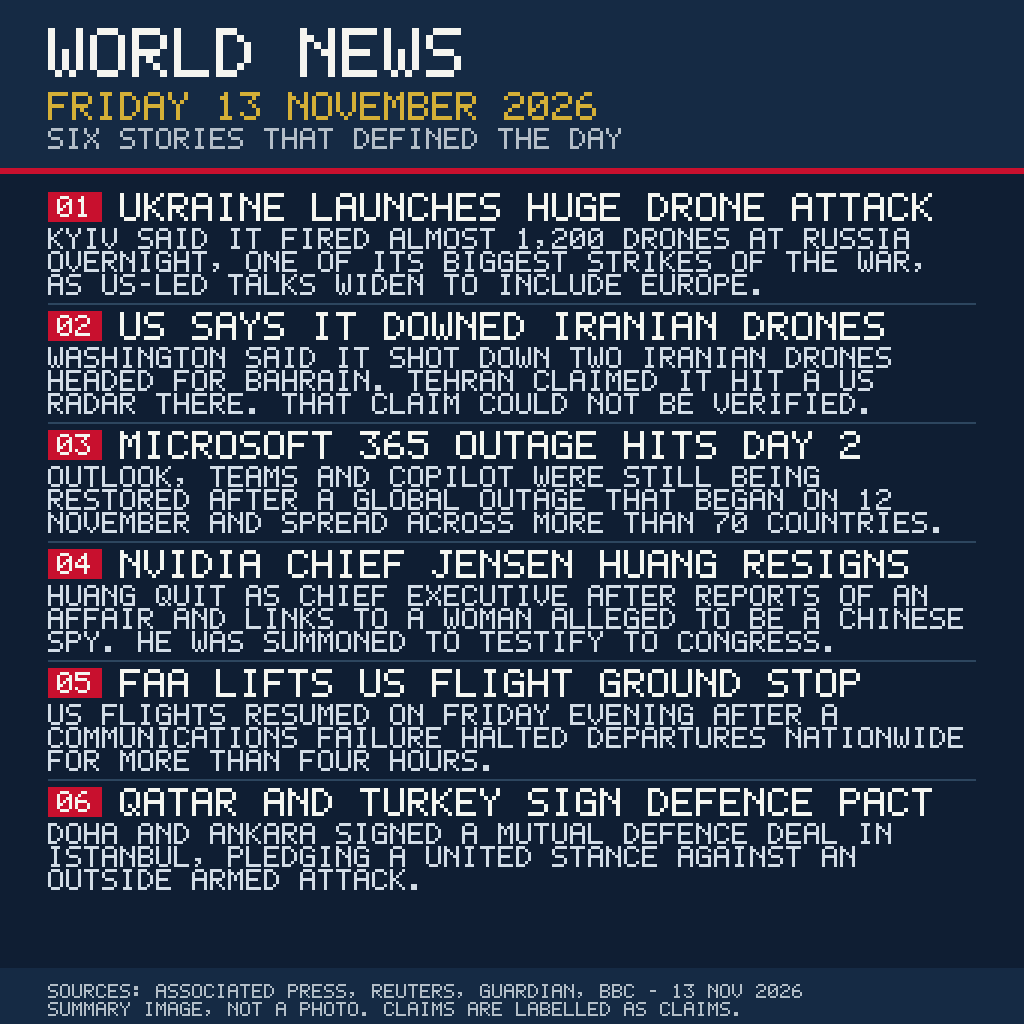 WORLD NEWS
FRIDAY 13 NOVEMBER 2026
SIX STORIES THAT DEFINED THE DAY
01 UKRAINE LAUNCHES HUGE DRONE ATTACK
KYIV SAID IT FIRED ALMOST 1,200 DRONES AT RUSSIA
OVERNIGHT, ONE OF ITS BIGGEST STRIKES OF THE WAR,
AS US-LED TALKS WIDEN TO INCLUDE EUROPE.
02 US SAYS IT DOWNED IRANIAN DRONES
WASHINGTON SAID IT SHOT DOWN TWO IRANIAN DRONES
HEADED FOR BAHRAIN. TEHRAN CLAIMED IT HIT A US
RADAR THERE. THAT CLAIM COULD NOT BE VERIFIED.
03 MICROSOFT 365 OUTAGE HITS DAY 2
OUTLOOK, TEAMS AND COPILOT WERE STILL BEING
RESTORED AFTER A GLOBAL OUTAGE THAT BEGAN ON 12
NOVEMBER AND SPREAD ACROSS MORE THAN 70 COUNTRIES.
04 NVIDIA CHIEF JENSEN HUANG RESIGNS
HUANG QUIT AS CHIEF EXECUTIVE AFTER REPORTS OF AN
AFFAIR AND LINKS TO A WOMAN ALLEGED TO BE A CHINESE
SPY. HE WAS SUMMONED TO TESTIFY TO CONGRESS.
05 FAA LIFTS US FLIGHT GROUND STOP
US FLIGHTS RESUMED ON FRIDAY EVENING AFTER A
COMMUNICATIONS FAILURE HALTED DEPARTURES NATIONWIDE
FOR MORE THAN FOUR HOURS.
06 QATAR AND TURKEY SIGN DEFENCE PACT
DOHA AND ANKARA SIGNED A MUTUAL DEFENCE DEAL IN
ISTANBUL, PLEDGING A UNITED STANCE AGAINST AN
OUTSIDE ARMED ATTACK.
SOURCES: ASSOCIATED PRESS, REUTERS, GUARDIAN, BBC - 13 NOV 2026
SUMMARY IMAGE, NOT A PHOTO. CLAIMS ARE LABELLED AS CLAIMS.